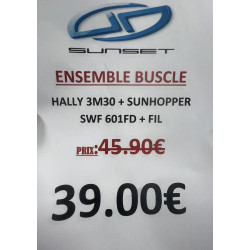 SUNSET
ENSEMBLE BUSCLE
HALLY 3M30 + SUNHOPPER
SWF 601FD + FIL
PRIX:45.90€
39.00€